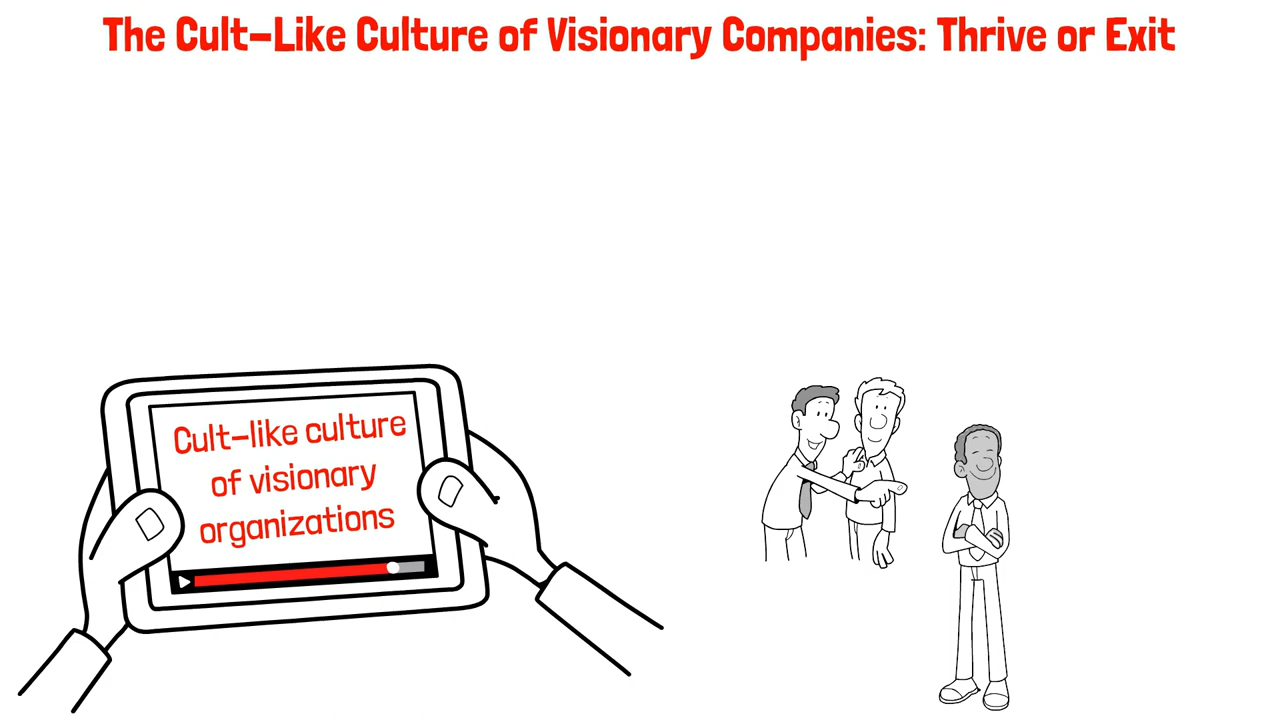 The Cult-Like Culture of Visionary Companies: Thrive or Exit
Cult-like culture
of visionary
organizations